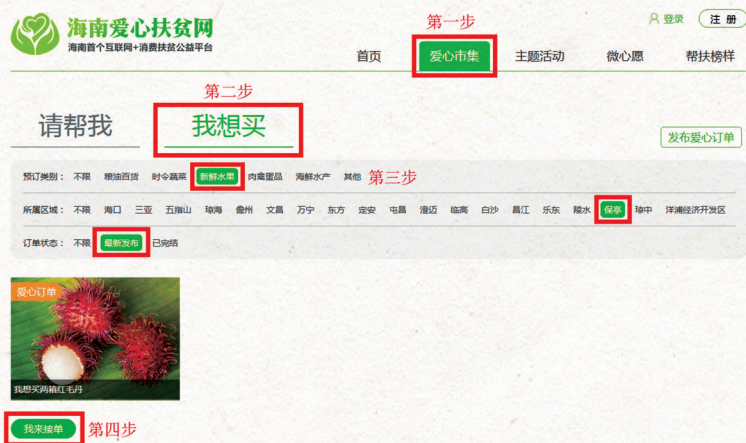 海南爱心扶贫网
海南首个互联网+消费扶贫公益平台
第一步
登录 注册
首页 爱心市集 主题活动 微心愿 帮扶榜样
第二步
请帮我 我想买
发布爱心订单
预订类别： 不限 粮油百货 时令蔬菜 新鲜水果 肉禽蛋品 海鲜水产 其他 第三步
所属区域： 不限 海口 三亚 五指山 琼海 儋州 文昌 万宁 东方 定安 屯昌 澄迈 临高 白沙 昌江 乐东 陵水 保亭 琼中 洋浦经济开发区
订单状态： 不限 最新发布 已完结
爱心订单
我想买两箱红毛丹
我来接单 第四步